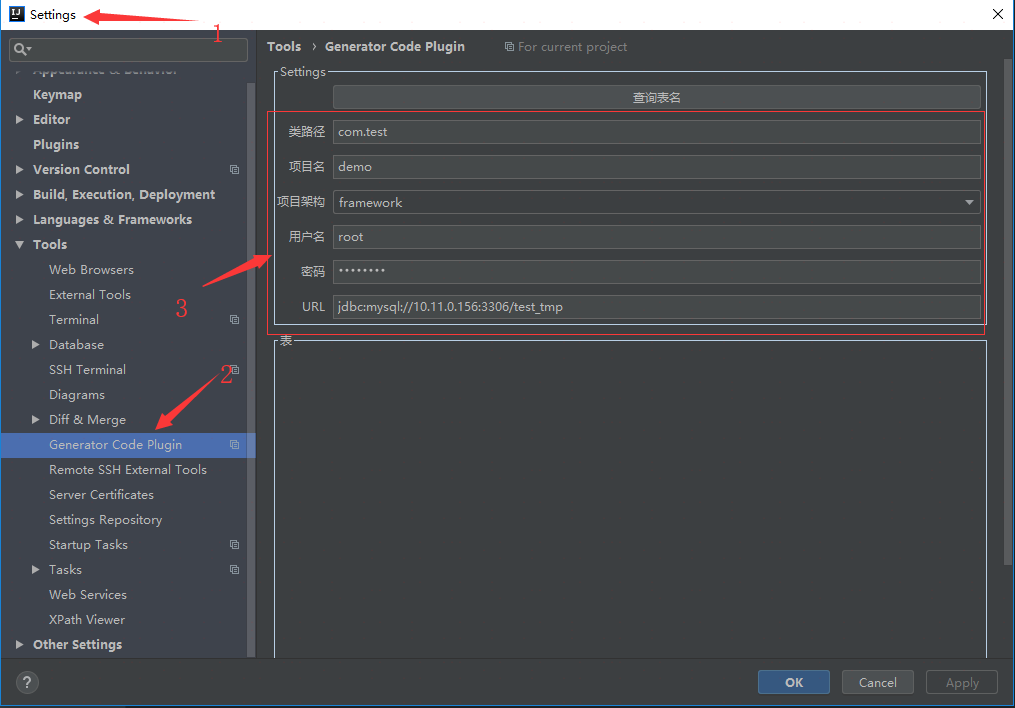 Settings
1
Appearance & Behavior
Keymap
Editor
Plugins
Version Control
Build, Execution, Deployment
Languages & Frameworks
Tools
Web Browsers
External Tools
Terminal
Database
SSH Terminal
Diagrams
Diff & Merge
Generator Code Plugin
Remote SSH External Tools
Server Certificates
Settings Repository
Startup Tasks
Tasks
Web Services
XPath Viewer
Other Settings
3
2
Tools › Generator Code Plugin For current project
Settings
查询表名
类路径 com.test
项目名 demo
项目架构 framework
用户名 root
密码 ••••••••
URL jdbc:mysql://10.11.0.156:3306/test_tmp
表
? OK Cancel Apply